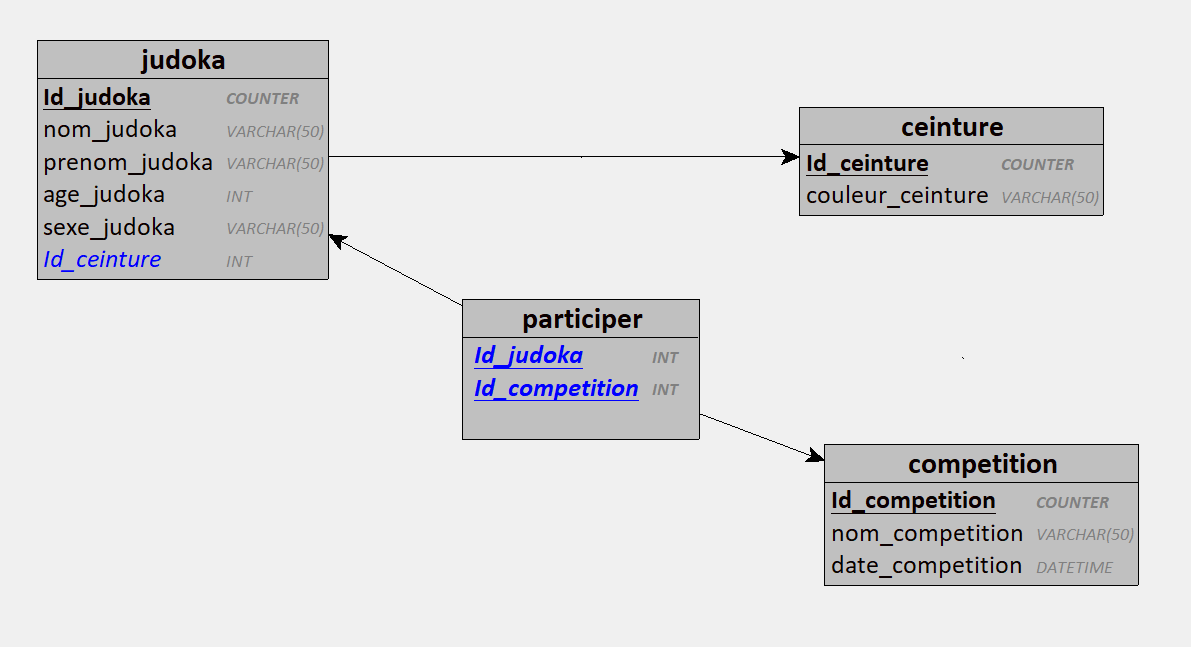 judoka
Id_judoka COUNTER
nom_judoka VARCHAR(50)
prenom_judoka VARCHAR(50)
age_judoka INT
sexe_judoka VARCHAR(50)
Id_ceinture INT
ceinture
Id_ceinture COUNTER
couleur_ceinture VARCHAR(50)
participer
Id_judoka INT
Id_competition INT
competition
Id_competition COUNTER
nom_competition VARCHAR(50)
date_competition DATETIME